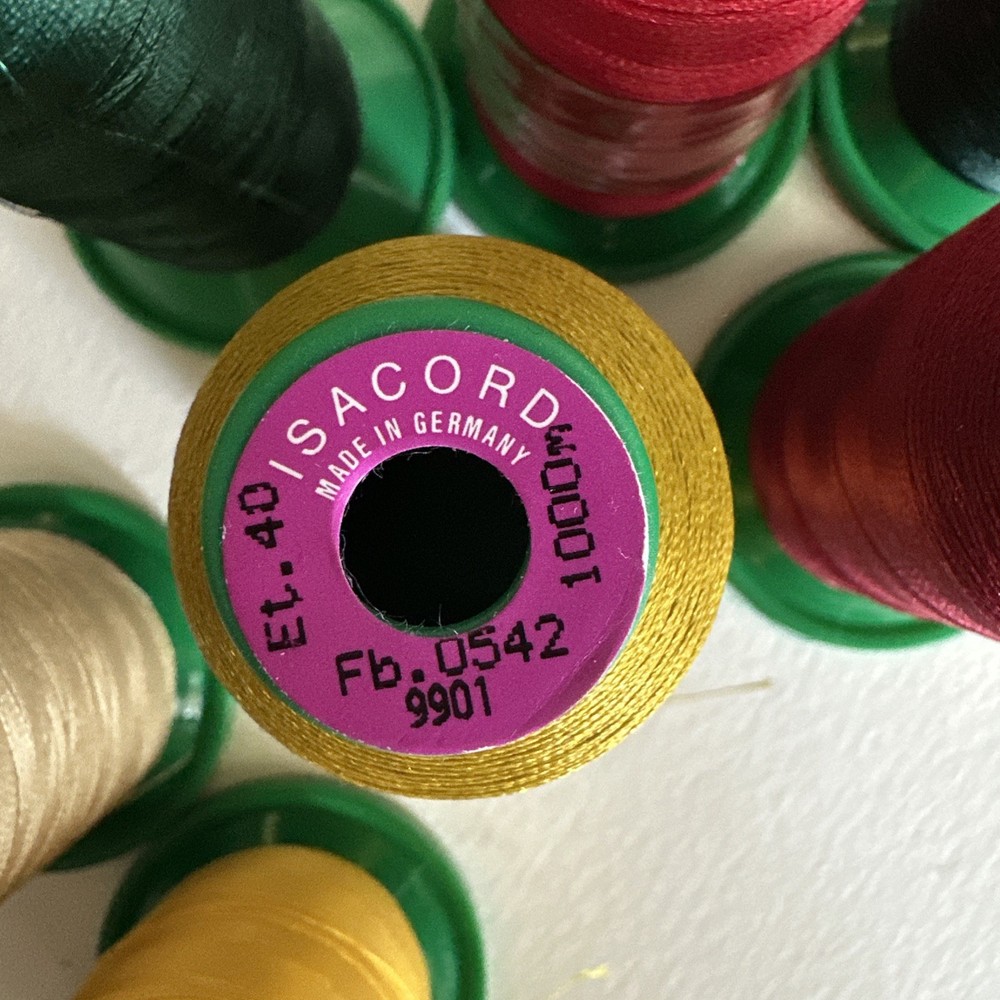 ISACORD
MADE IN GERMANY
Et.40
1000m
Fb.0542
9901